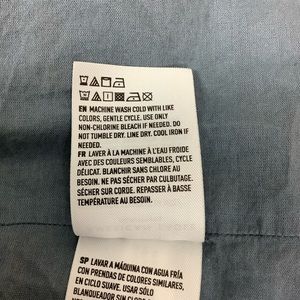 EN MACHINE WASH COLD WITH LIKE
COLORS, GENTLE CYCLE. USE ONLY
NON-CHLORINE BLEACH IF NEEDED. DO
NOT TUMBLE DRY. LINE DRY. COOL IRON IF
NEEDED.
FR LAVER À LA MACHINE À L'EAU FROIDE
AVEC DES COULEURS SEMBLABLES, CYCLE
DÉLICAT. BLANCHIR SANS CHLORE AU
BESOIN. NE PAS SÉCHER PAR CULBUTAGE.
SÉCHER SUR CORDE. REPASSER À BASSE
TEMPÉRATURE AU BESOIN.
SP LAVAR A MÁQUINA CON AGUA FRÍA
CON PRENDAS DE COLORES SIMILARES,
EN CICLO SUAVE. USAR SÓLO
BLANQUEADOR SIN CLORO